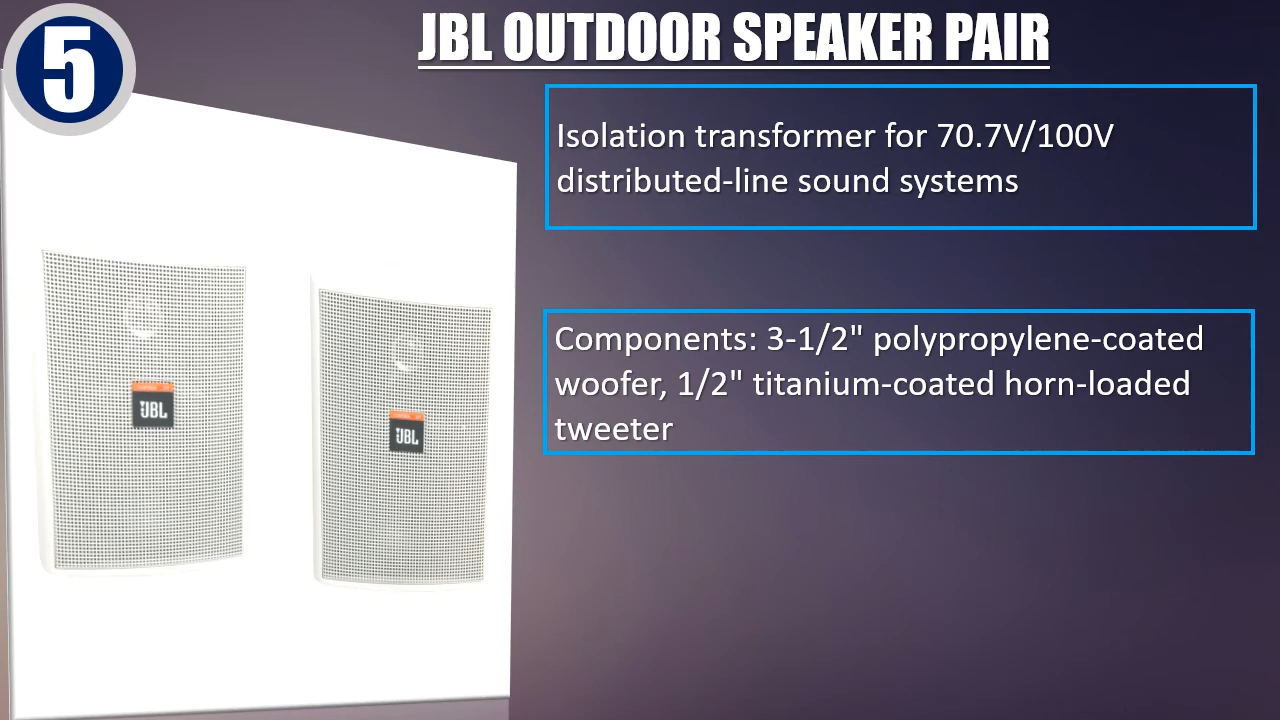 5
JBL OUTDOOR SPEAKER PAIR
Isolation transformer for 70.7V/100V
distributed-line sound systems
Components: 3-1/2" polypropylene-coated
woofer, 1/2" titanium-coated horn-loaded
tweeter
JBL
JBL